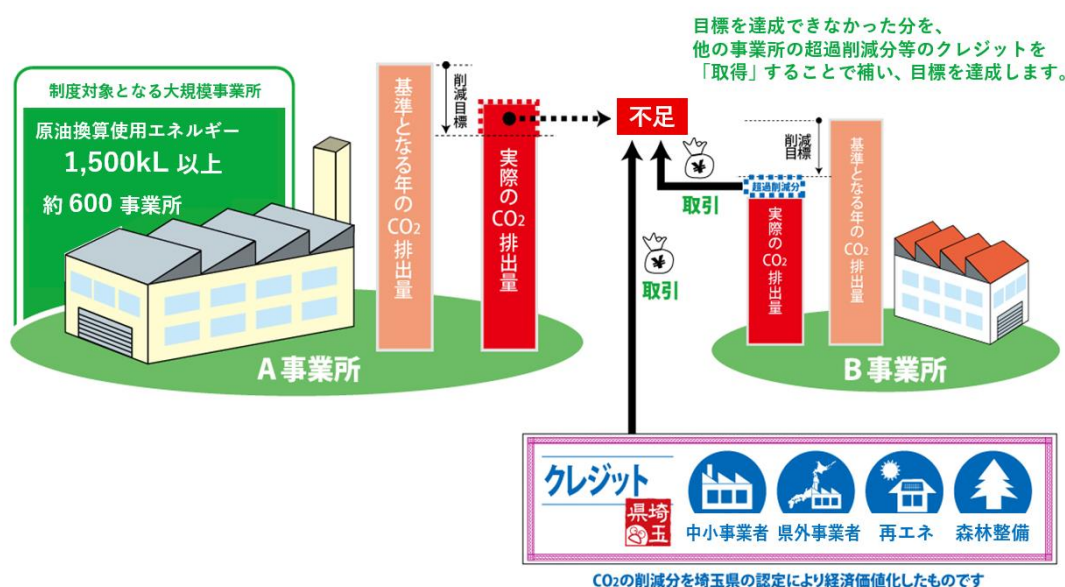 目標を達成できなかった分を、
他の事業所の超過削減分等のクレジットを
「取得」することで補い、目標を達成します。
制度対象となる大規模事業所
原油換算使用エネルギー
1,500kL 以上
約 600 事業所
基準となる年のCO₂排出量
削減目標
実際のCO₂排出量
A 事業所
不足
¥
取引
¥
取引
削減
目標
超過削減分
実際のCO₂排出量
基準となる年のCO₂排出量
B 事業所
クレジット
埼玉
県
中小事業者
県外事業者
再エネ
森林整備
CO₂の削減分を埼玉県の認定により経済価値化したものです